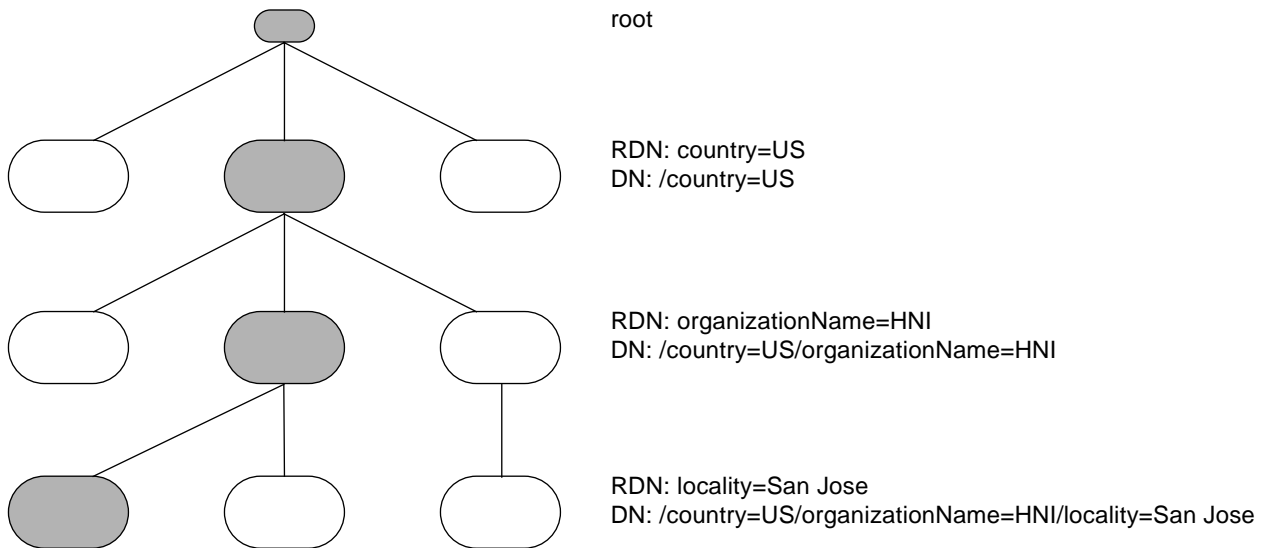 root
RDN: country=US
DN: /country=US
RDN: organizationName=HNI
DN: /country=US/organizationName=HNI
RDN: locality=San Jose
DN: /country=US/organizationName=HNI/locality=San Jose